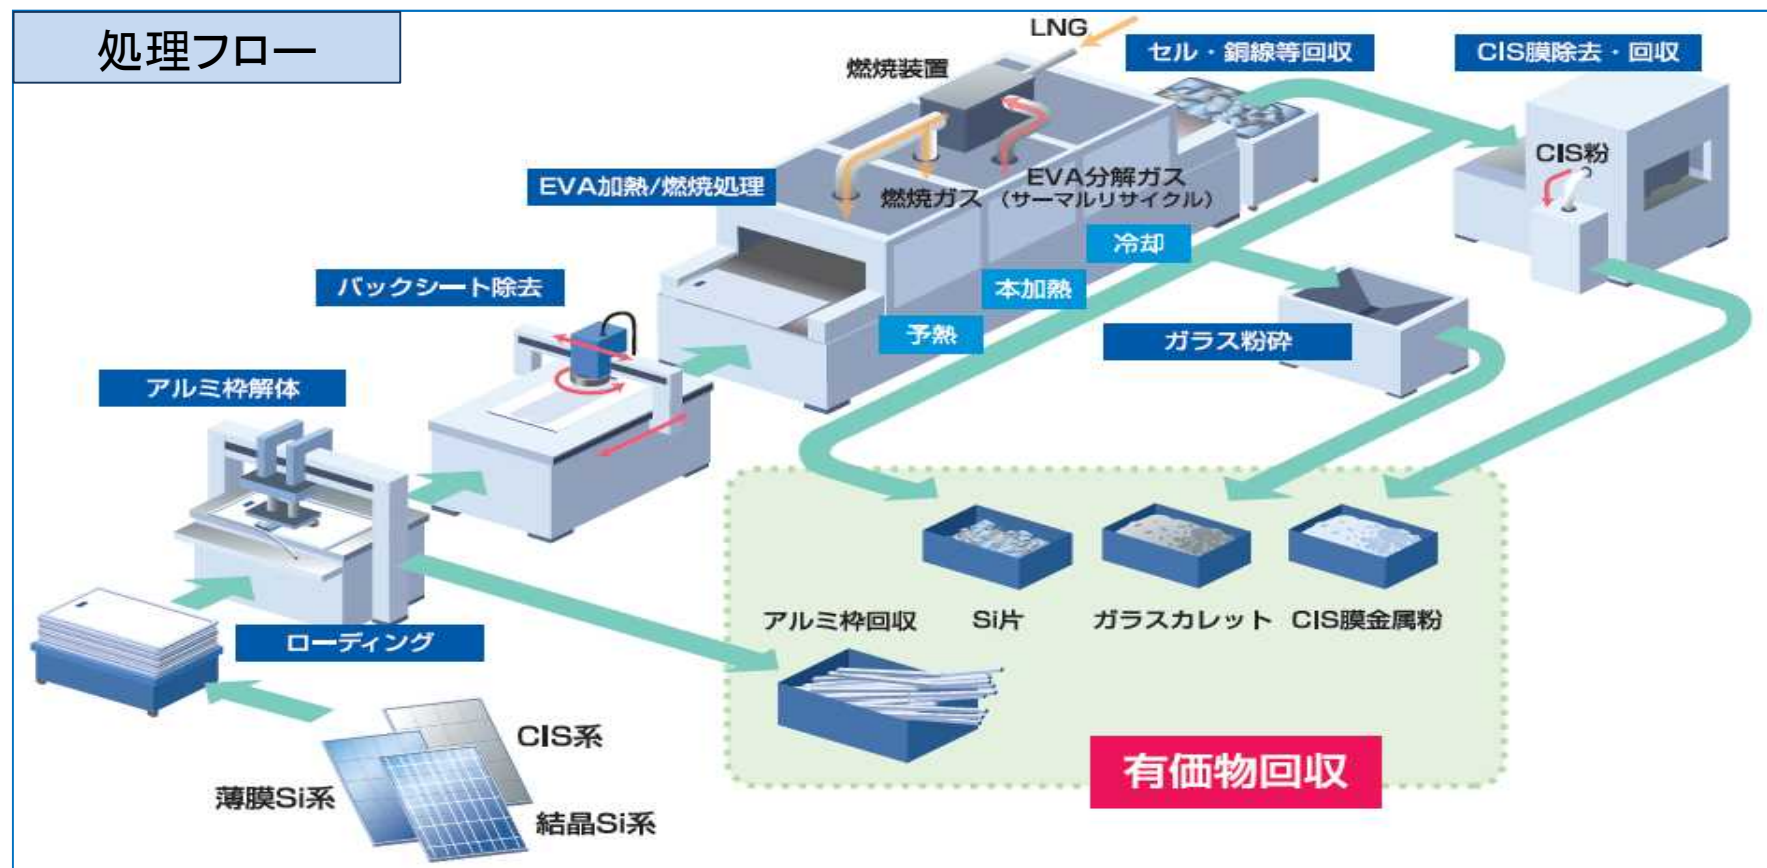 処理フロー
LNG
燃焼装置
セル・銅線等回収
CIS膜除去・回収
CIS粉
EVA加熱/燃焼処理
燃焼ガス
EVA分解ガス
(サーマルリサイクル)
冷却
本加熱
予熱
バックシート除去
ガラス粉砕
アルミ枠解体
ローディング
アルミ枠回収
Si片
ガラスカレット
CIS膜金属粉
CIS系
薄膜Si系
結晶Si系
有価物回収